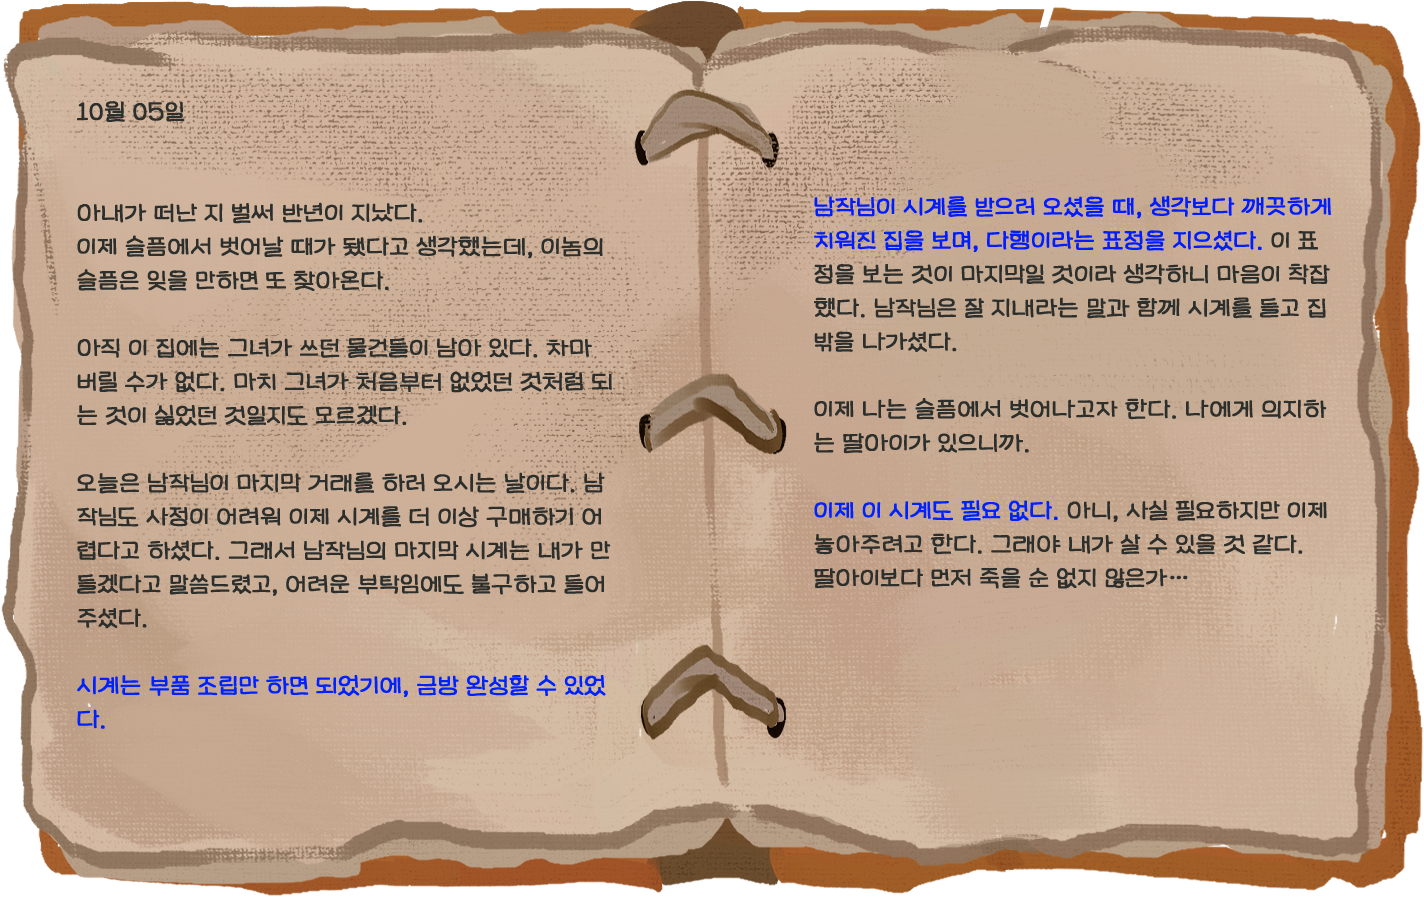 10월 05일
아내가 떠난 지 벌써 반년이 지났다.
이제 슬픔에서 벗어날 때가 됐다고 생각했는데, 이놈의
슬픔은 잊을 만하면 또 찾아온다.
아직 이 집에는 그녀가 쓰던 물건들이 남아 있다. 차마
버릴 수가 없다. 마치 그녀가 처음부터 없었던 것처럼 되
는 것이 싫었던 것일지도 모르겠다.
오늘은 남작님이 마지막 거래를 하러 오시는 날이다. 남
작님도 사정이 어려워 이제 시계를 더 이상 구매하기 어
렵다고 하셨다. 그래서 남작님의 마지막 시계는 내가 만
들겠다고 말씀드렸고, 어려운 부탁임에도 불구하고 들어
주셨다.
시계는 부품 조립만 하면 되었기에, 금방 완성할 수 있었
다.
남작님이 시계를 받으러 오셨을 때, 생각보다 깨끗하게
치워진 집을 보며, 다행이라는 표정을 지으셨다. 이 표
정을 보는 것이 마지막일 것이라 생각하니 마음이 착잡
했다. 남작님은 잘 지내라는 말과 함께 시계를 들고 집
밖을 나가셨다.
이제 나는 슬픔에서 벗어나고자 한다. 나에게 의지하
는 딸아이가 있으니까.
이제 이 시계도 필요 없다. 아니, 사실 필요하지만 이제
놓아주려고 한다. 그래야 내가 살 수 있을 것 같다.
딸아이보다 먼저 죽을 순 없지 않은가…